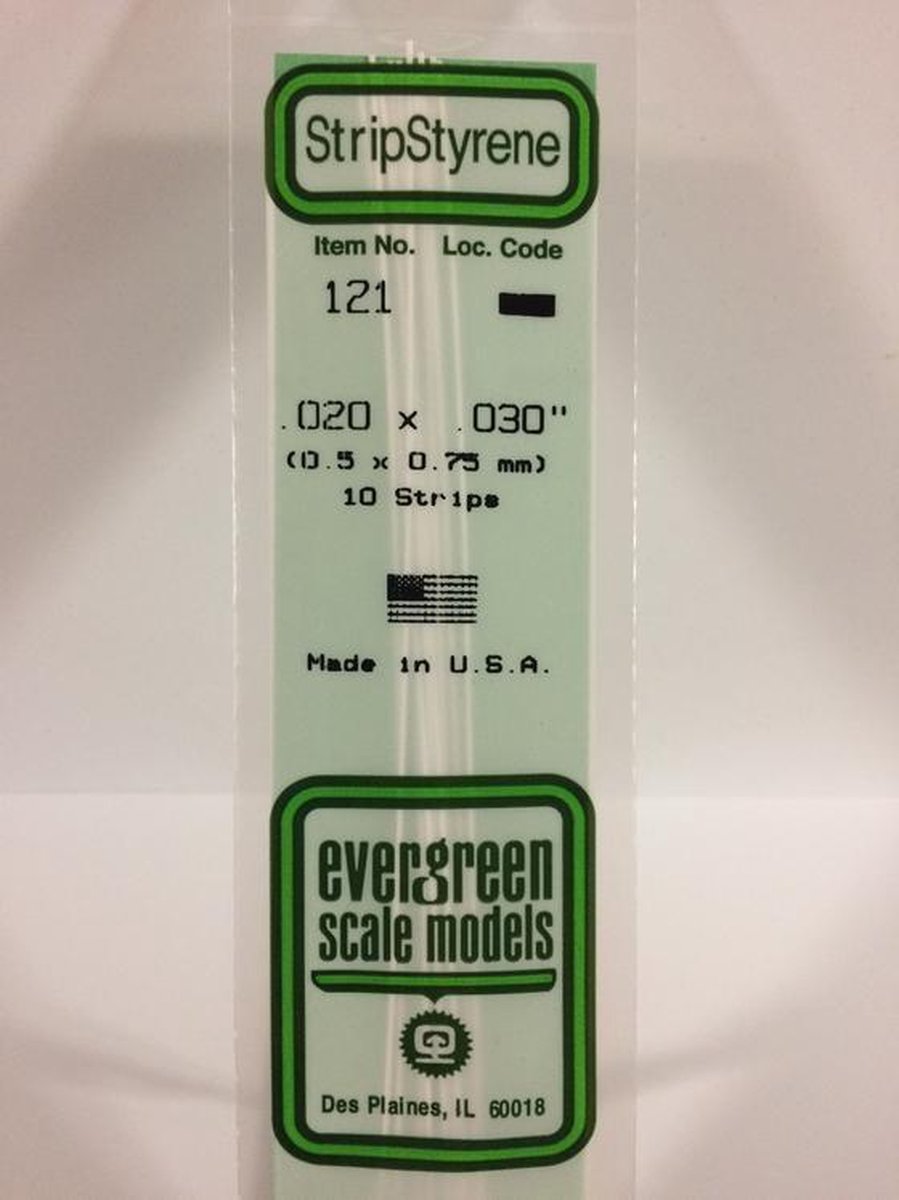 StripStyrene
Item No. Loc. Code
121
.020 x .030"
(0.5 x 0.75 mm)
10 Strips
Made in U.S.A.
evergreen
scale models
Des Plaines, IL 60018